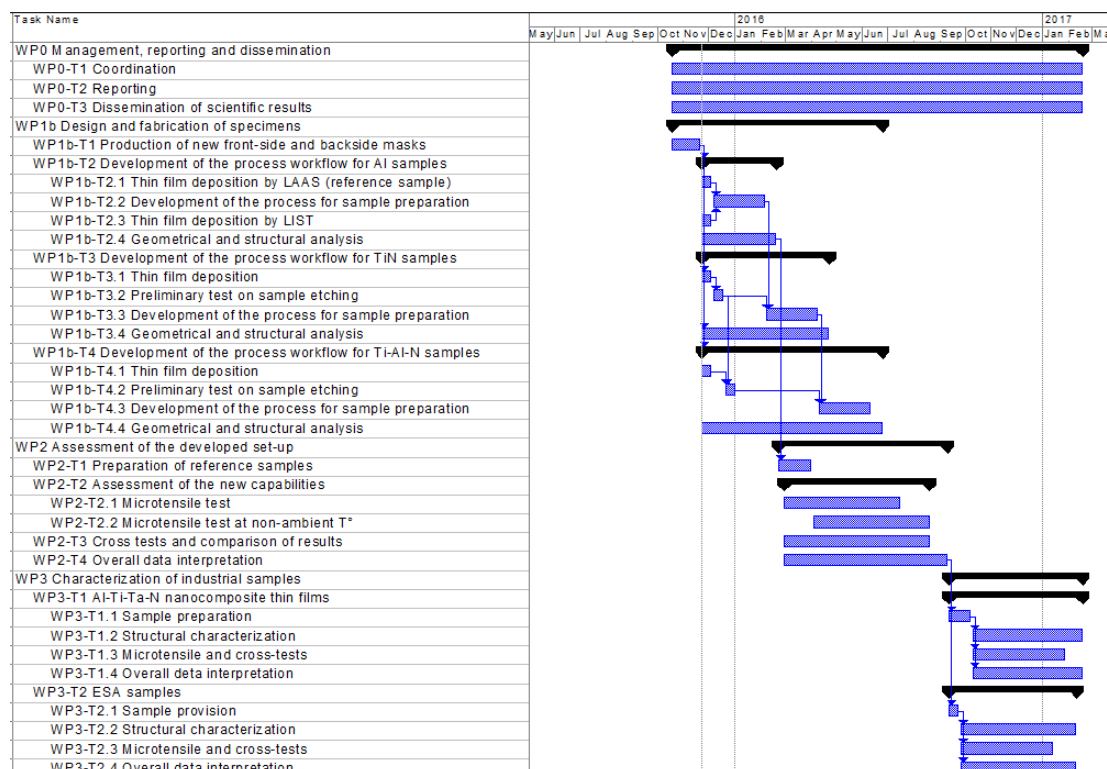 Task Name
2016 2017
May Jun Jul Aug Sep Oct Nov Dec Jan Feb Mar Apr May Jun Jul Aug Sep Oct Nov Dec Jan Feb Ma
WP0 Management, reporting and dissemination
WP0-T1 Coordination
WP0-T2 Reporting
WP0-T3 Dissemination of scientific results
WP1b Design and fabrication of specimens
WP1b-T1 Production of new front-side and backside masks
WP1b-T2 Development of the process workflow for Al samples
WP1b-T2.1 Thin film deposition by LAAS (reference sample)
WP1b-T2.2 Development of the process for sample preparation
WP1b-T2.3 Thin film deposition by LIST
WP1b-T2.4 Geometrical and structural analysis
WP1b-T3 Development of the process workflow for TiN samples
WP1b-T3.1 Thin film deposition
WP1b-T3.2 Preliminary test on sample etching
WP1b-T3.3 Development of the process for sample preparation
WP1b-T3.4 Geometrical and structural analysis
WP1b-T4 Development of the process workflow for Ti-Al-N samples
WP1b-T4.1 Thin film deposition
WP1b-T4.2 Preliminary test on sample etching
WP1b-T4.3 Development of the process for sample preparation
WP1b-T4.4 Geometrical and structural analysis
WP2 Assessment of the developed set-up
WP2-T1 Preparation of reference samples
WP2-T2 Assessment of the new capabilities
WP2-T2.1 Microtensile test
WP2-T2.2 Microtensile test at non-ambient T°
WP2-T3 Cross tests and comparison of results
WP2-T4 Overall data interpretation
WP3 Characterization of industrial samples
WP3-T1 Al-Ti-Ta-N nanocomposite thin films
WP3-T1.1 Sample preparation
WP3-T1.2 Structural characterization
WP3-T1.3 Microtensile and cross-tests
WP3-T1.4 Overall deta interpretation
WP3-T2 ESA samples
WP3-T2.1 Sample provision
WP3-T2.2 Structural characterization
WP3-T2.3 Microtensile and cross-tests
WP3-T2.4 Overall data interpretation